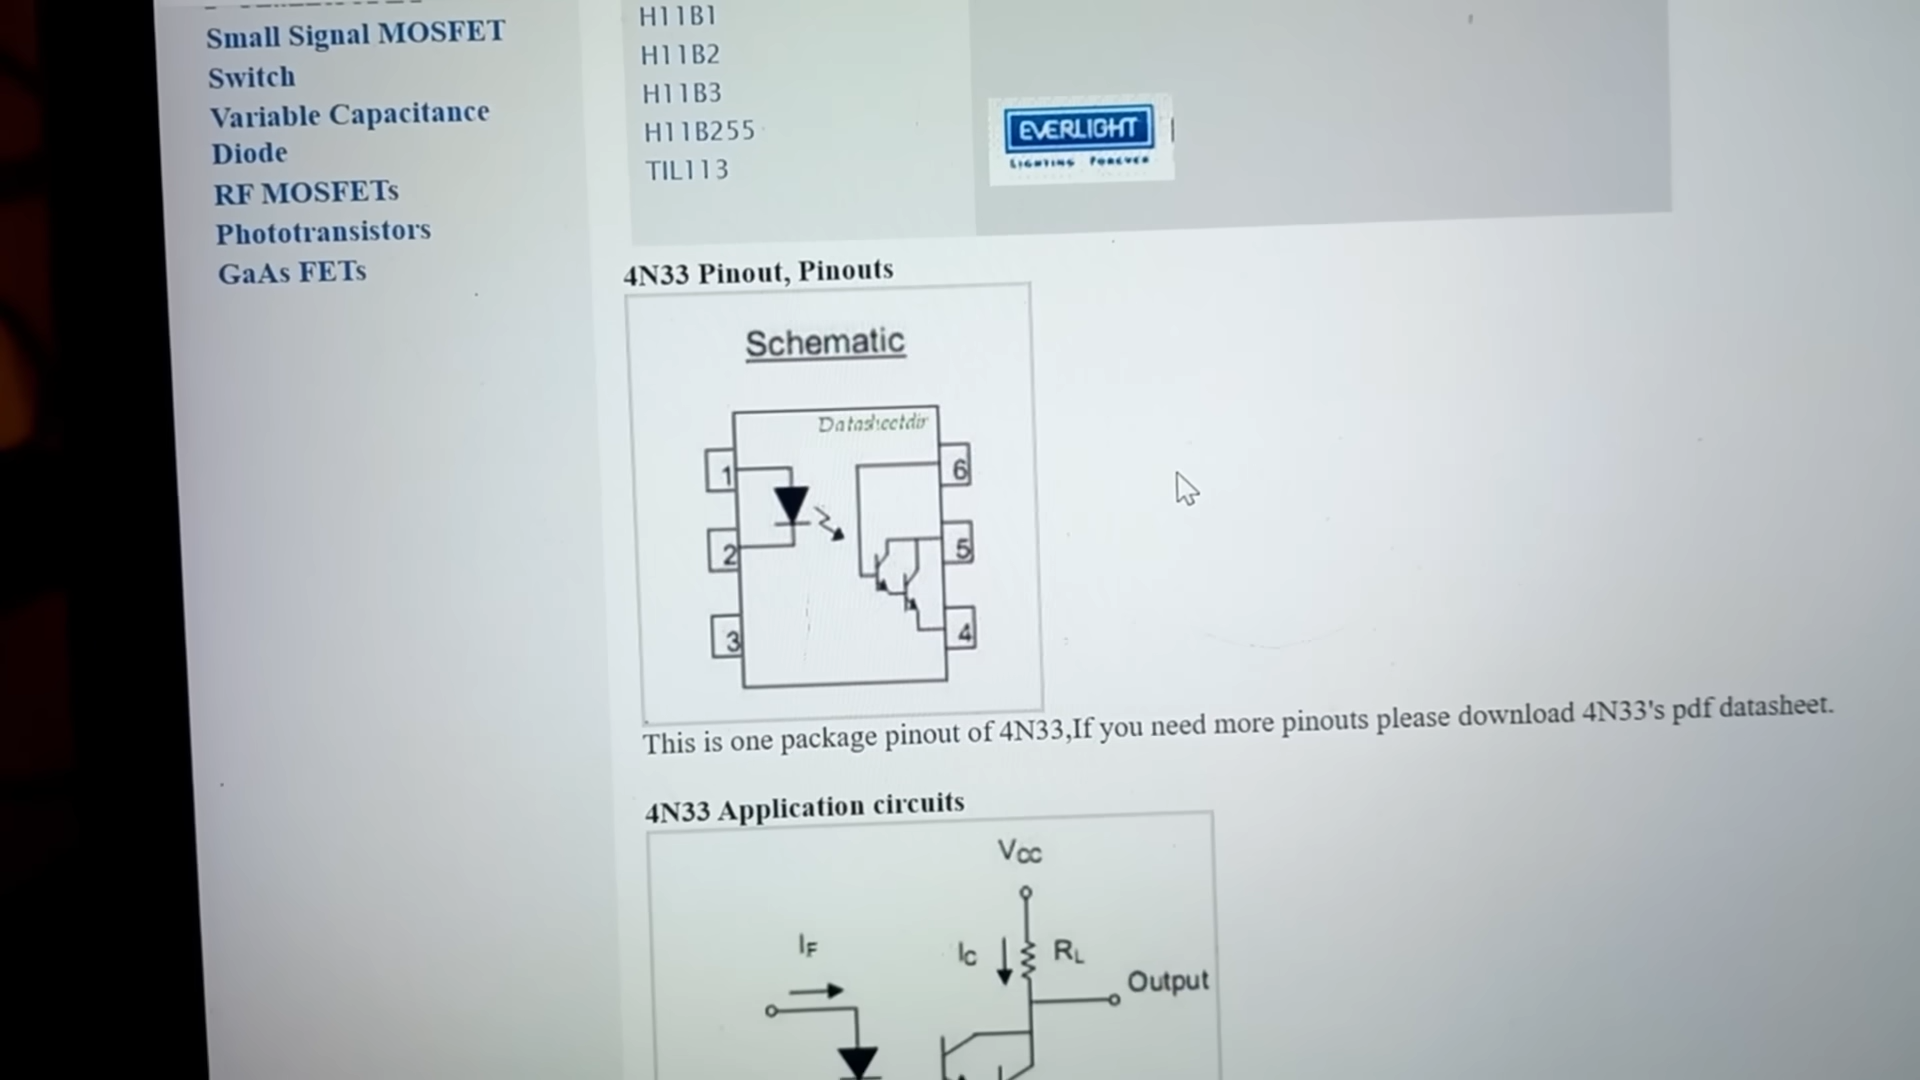 Small Signal MOSFET
Switch
Variable Capacitance
Diode
RF MOSFETs
Phototransistors
GaAs FETs
H11B1
H11B2
H11B3
H11B255
TIL113
EVERLIGHT
LIGHTING FOREVER
4N33 Pinout, Pinouts
Schematic
Datasheetdir
1
2
3
6
5
4
This is one package pinout of 4N33,If you need more pinouts please download 4N33's pdf datasheet.
4N33 Application circuits
Vcc
IF
Ic
RL
Output